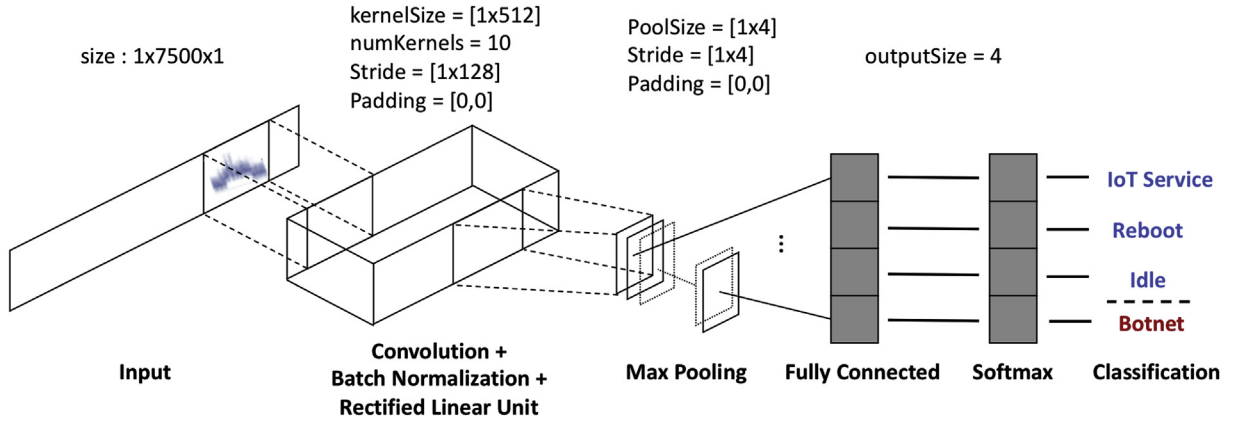 size : 1x7500x1
kernelSize = [1x512]
numKernels = 10
Stride = [1x128]
Padding = [0,0]
PoolSize = [1x4]
Stride = [1x4]
Padding = [0,0]
outputSize = 4
IoT Service
Reboot
Idle
Botnet
Input
Convolution +
Batch Normalization +
Rectified Linear Unit
Max Pooling
Fully Connected
Softmax
Classification